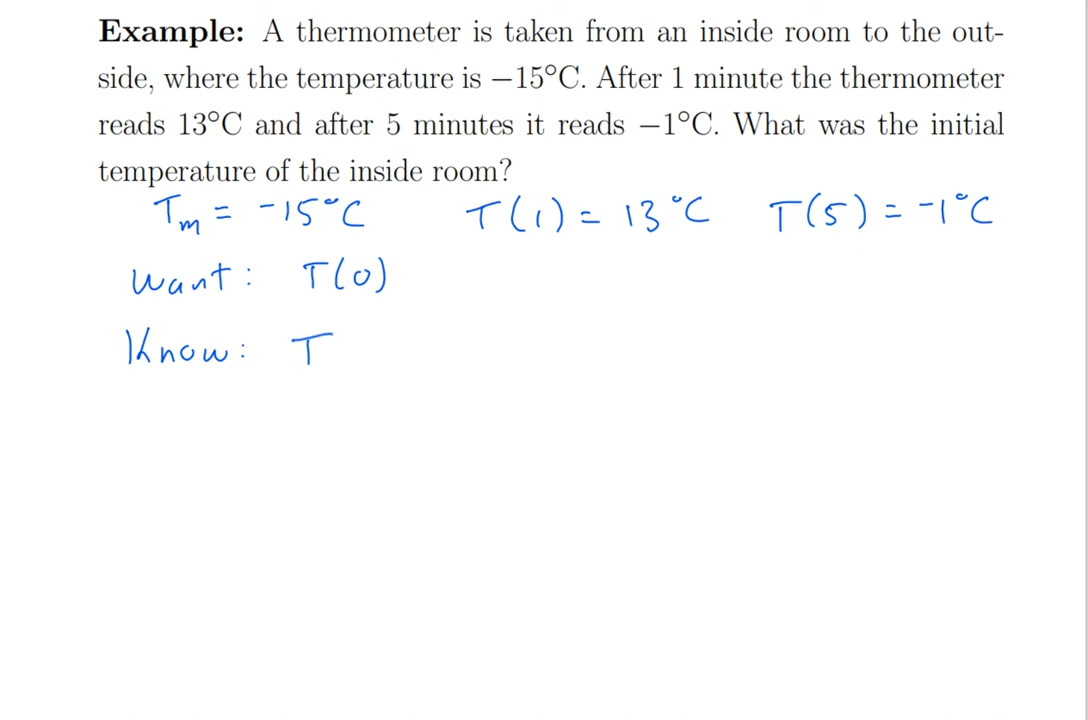 Example: A thermometer is taken from an inside room to the out-
side, where the temperature is −15°C. After 1 minute the thermometer
reads 13°C and after 5 minutes it reads −1°C. What was the initial
temperature of the inside room?
Tm = -15°C T(1) = 13°C T(5) = -1°C
want: T(0)
Know: T